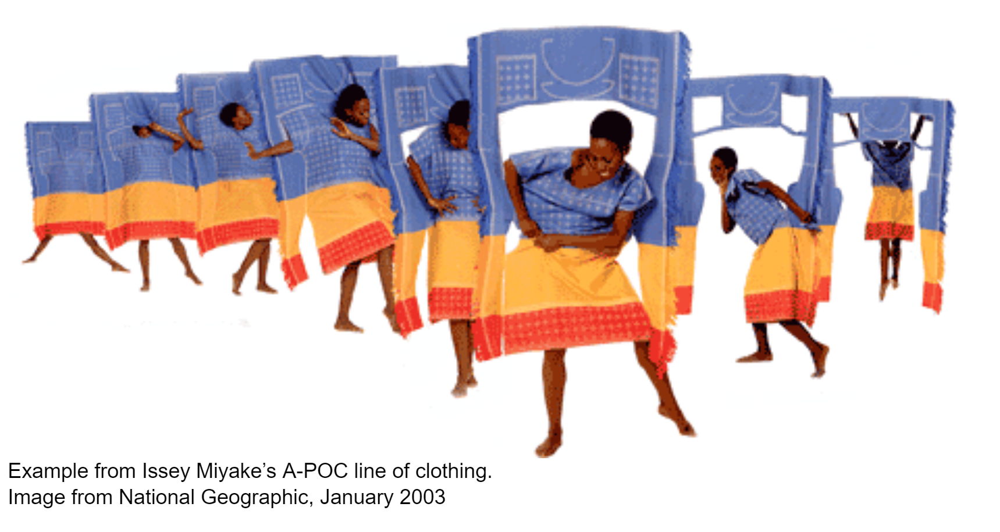 Example from Issey Miyake’s A-POC line of clothing.
Image from National Geographic, January 2003